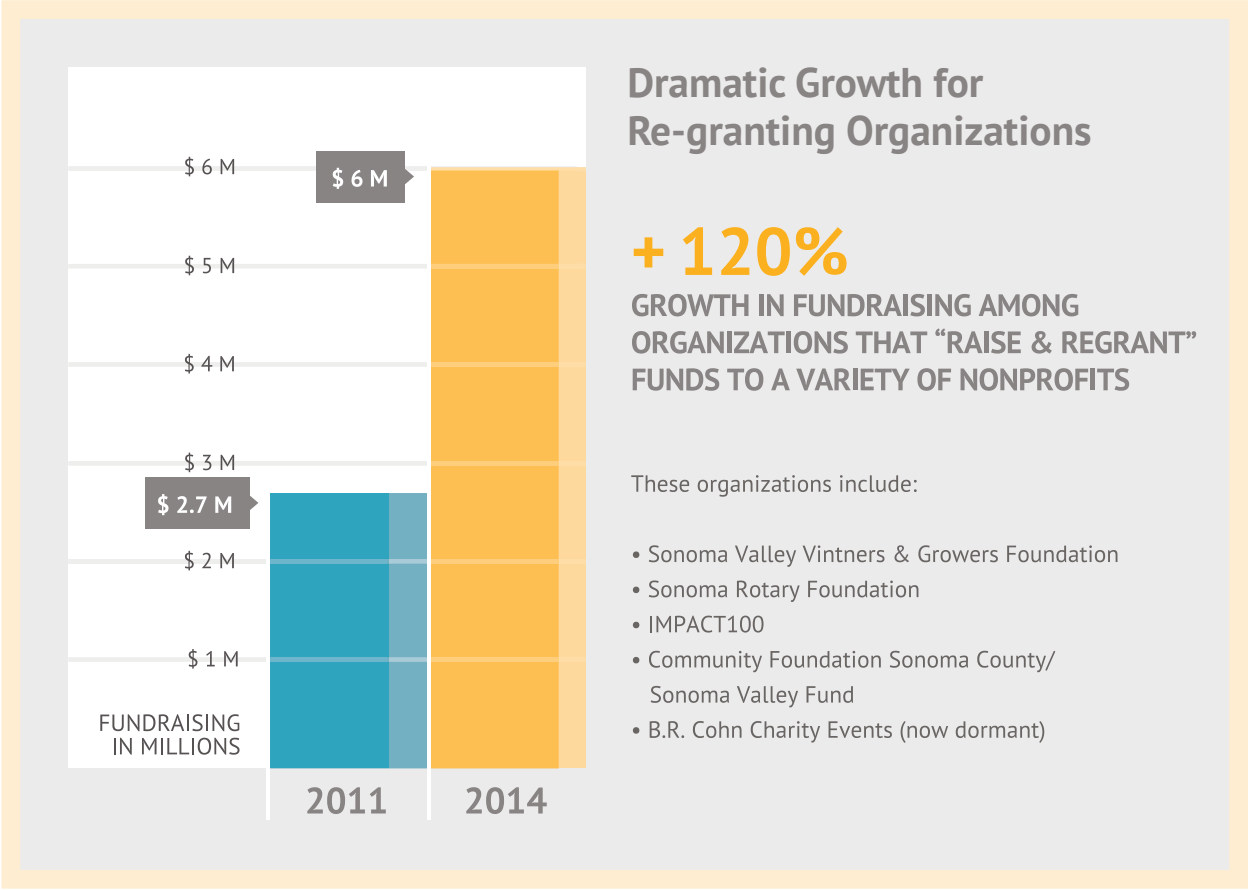 Dramatic Growth for
Re-granting Organizations
+ 120%
GROWTH IN FUNDRAISING AMONG
ORGANIZATIONS THAT “RAISE & REGRANT”
FUNDS TO A VARIETY OF NONPROFITS
These organizations include:
• Sonoma Valley Vintners & Growers Foundation
• Sonoma Rotary Foundation
• IMPACT100
• Community Foundation Sonoma County/
Sonoma Valley Fund
• B.R. Cohn Charity Events (now dormant)
$ 6 M
$ 6 M
$ 5 M
$ 4 M
$ 3 M
$ 2.7 M
$ 2 M
$ 1 M
FUNDRAISING
IN MILLIONS
2011 2014